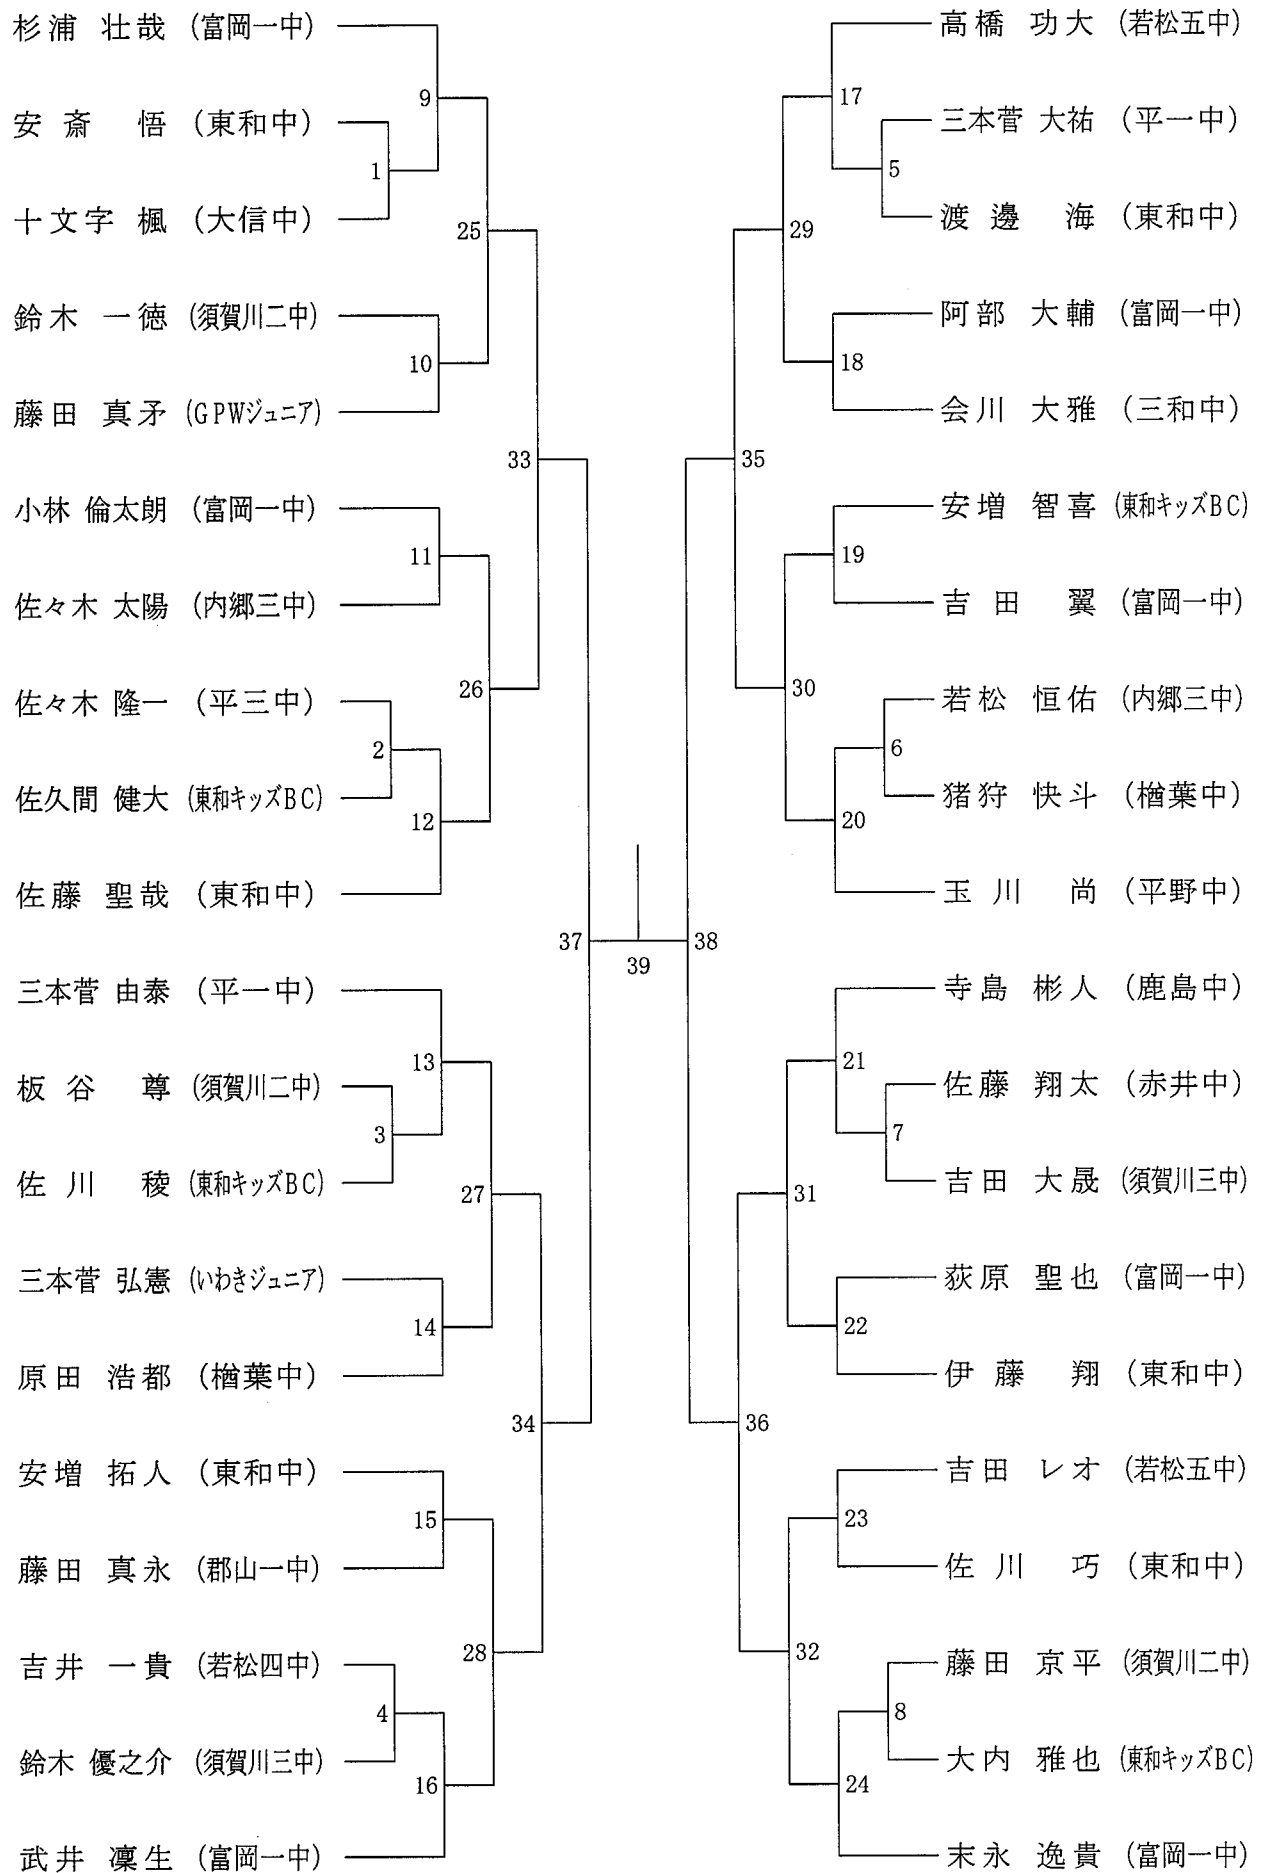 杉浦 壮哉 (富岡一中)
安斎 悟 (東和中)
十文字 楓 (大信中)
鈴木 一徳 (須賀川二中)
藤田 真矛 (GPWジュニア)
小林 倫太朗 (富岡一中)
佐々木 太陽 (内郷三中)
佐々木 隆一 (平三中)
佐久間 健大 (東和キッズBC)
佐藤 聖哉 (東和中)
三本菅 由泰 (平一中)
板谷 尊 (須賀川二中)
佐川 稜 (東和キッズBC)
三本菅 弘憲 (いわきジュニア)
原田 浩都 (楢葉中)
安増 拓人 (東和中)
藤田 真永 (郡山一中)
吉井 一貴 (若松四中)
鈴木 優之介 (須賀川三中)
武井 凜生 (富岡一中)
1
2
3
4
9
10
11
12
13
14
15
16
25
26
27
28
33
34
37
39
38
35
36
29
30
31
32
17
18
19
20
21
22
23
24
5
6
7
8
高橋 功大 (若松五中)
三本菅 大祐 (平一中)
渡邊 海 (東和中)
阿部 大輔 (富岡一中)
会川 大雅 (三和中)
安増 智喜 (東和キッズBC)
吉田 翼 (富岡一中)
若松 恒佑 (内郷三中)
猪狩 快斗 (楢葉中)
玉川 尚 (平野中)
寺島 彬人 (鹿島中)
佐藤 翔太 (赤井中)
吉田 大晟 (須賀川三中)
荻原 聖也 (富岡一中)
伊藤 翔 (東和中)
吉田 レオ (若松五中)
佐川 巧 (東和中)
藤田 京平 (須賀川二中)
大内 雅也 (東和キッズBC)
末永 逸貴 (富岡一中)